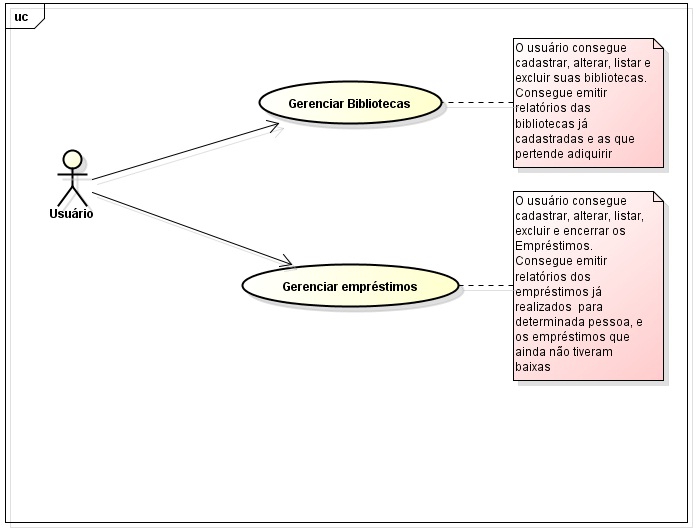 uc
O usuário consegue
cadastrar, alterar, listar e
excluir suas bibliotecas.
Consegue emitir
relatórios das
bibliotecas já
cadastradas e as que
pertende adiquirir
Gerenciar Bibliotecas
Usuário
O usuário consegue
cadastrar, alterar, listar,
excluir e encerrar os
Empréstimos.
Consegue emitir
relatórios dos
empréstimos já
realizados  para
determinada pessoa, e
os empréstimos que
ainda não tiveram
baixas
Gerenciar empréstimos